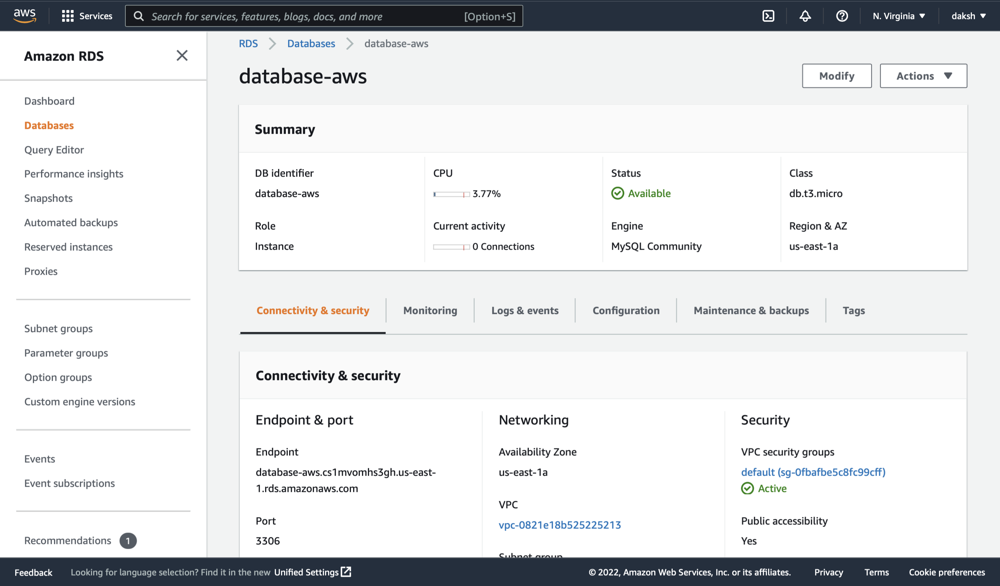 aws Services Search for services, features, blogs, docs, and more [Option+S] N. Virginia daksh
Amazon RDS
Dashboard
Databases
Query Editor
Performance insights
Snapshots
Automated backups
Reserved instances
Proxies
Subnet groups
Parameter groups
Option groups
Custom engine versions
Events
Event subscriptions
Recommendations 1
RDS Databases database-aws
database-aws
Modify Actions
Summary
DB identifier CPU Status Class
database-aws 3.77% Available db.t3.micro
Role Current activity Engine Region & AZ
Instance 0 Connections MySQL Community us-east-1a
Connectivity & security Monitoring Logs & events Configuration Maintenance & backups Tags
Connectivity & security
Endpoint & port
Endpoint
database-aws.cs1mvomhs3gh.us-east-
1.rds.amazonaws.com
Port
3306
Networking
Availability Zone
us-east-1a
VPC
vpc-0821e18b525225213
Subnet group
Security
VPC security groups
default (sg-0fbafbe5c8fc99cff)
Active
Public accessibility
Yes
Feedback Looking for language selection? Find it in the new Unified Settings © 2022, Amazon Web Services, Inc. or its affiliates. Privacy Terms Cookie preferences